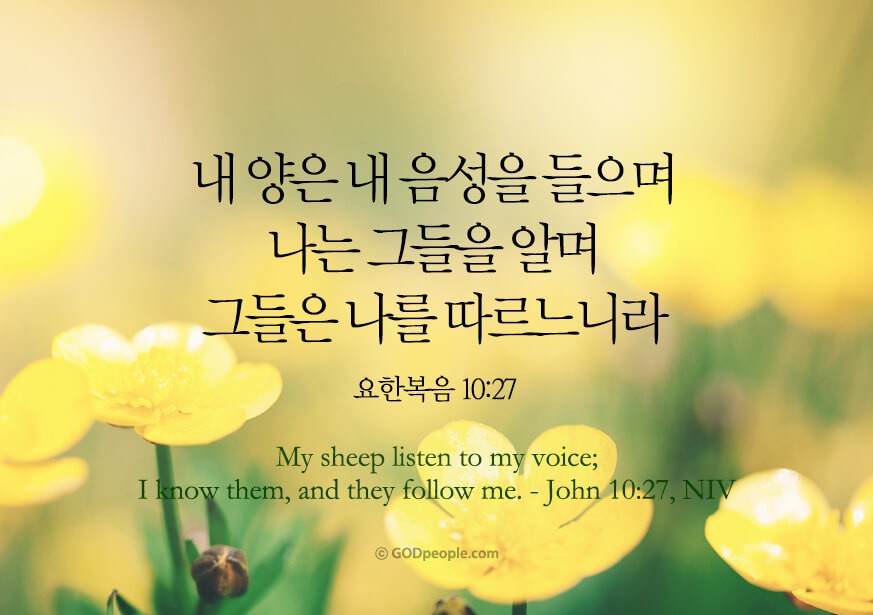 내 양은 내 음성을 들으며
나는 그들을 알며
그들은 나를 따르느니라
요한복음 10:27
My sheep listen to my voice;
I know them, and they follow me. - John 10:27, NIV
© GODpeople.com